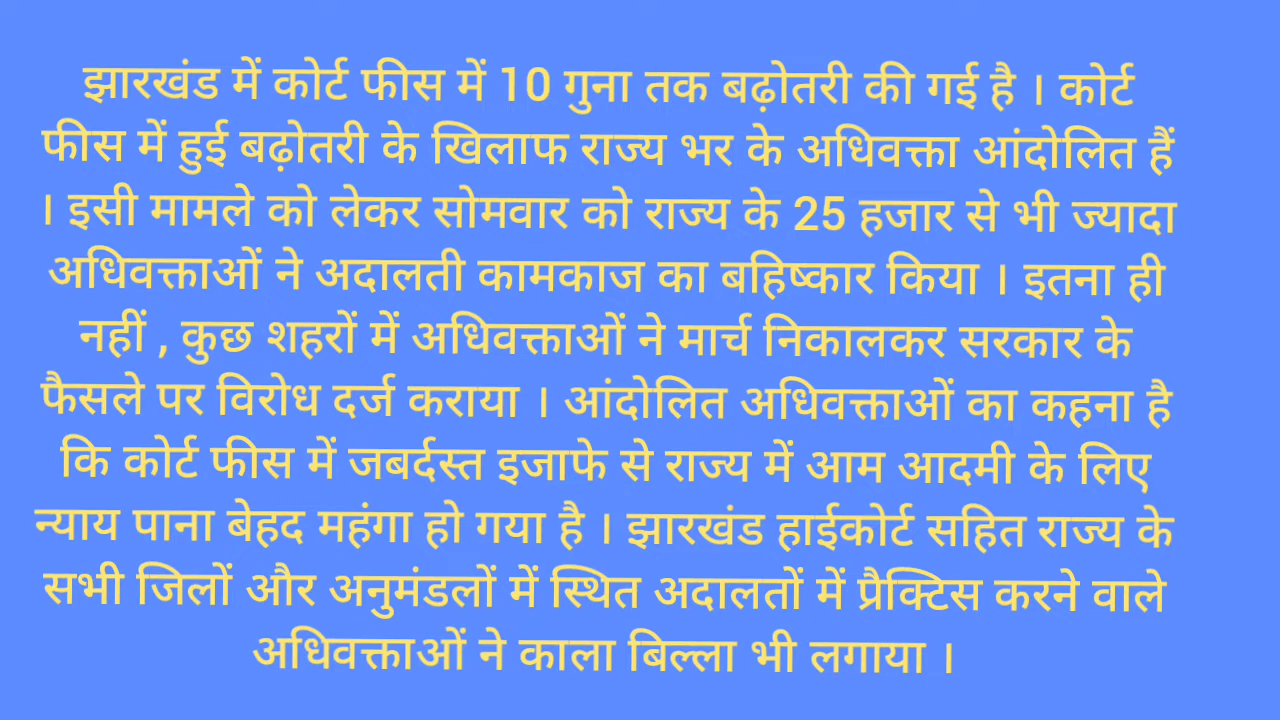 झारखंड में कोर्ट फीस में 10 गुना तक बढ़ोतरी की गई है । कोर्ट
फीस में हुई बढ़ोतरी के खिलाफ राज्य भर के अधिवक्ता आंदोलित हैं
। इसी मामले को लेकर सोमवार को राज्य के 25 हजार से भी ज्यादा
अधिवक्ताओं ने अदालती कामकाज का बहिष्कार किया । इतना ही
नहीं , कुछ शहरों में अधिवक्ताओं ने मार्च निकालकर सरकार के
फैसले पर विरोध दर्ज कराया । आंदोलित अधिवक्ताओं का कहना है
कि कोर्ट फीस में जबर्दस्त इजाफे से राज्य में आम आदमी के लिए
न्याय पाना बेहद महंगा हो गया है । झारखंड हाईकोर्ट सहित राज्य के
सभी जिलों और अनुमंडलों में स्थित अदालतों में प्रैक्टिस करने वाले
अधिवक्ताओं ने काला बिल्ला भी लगाया ।